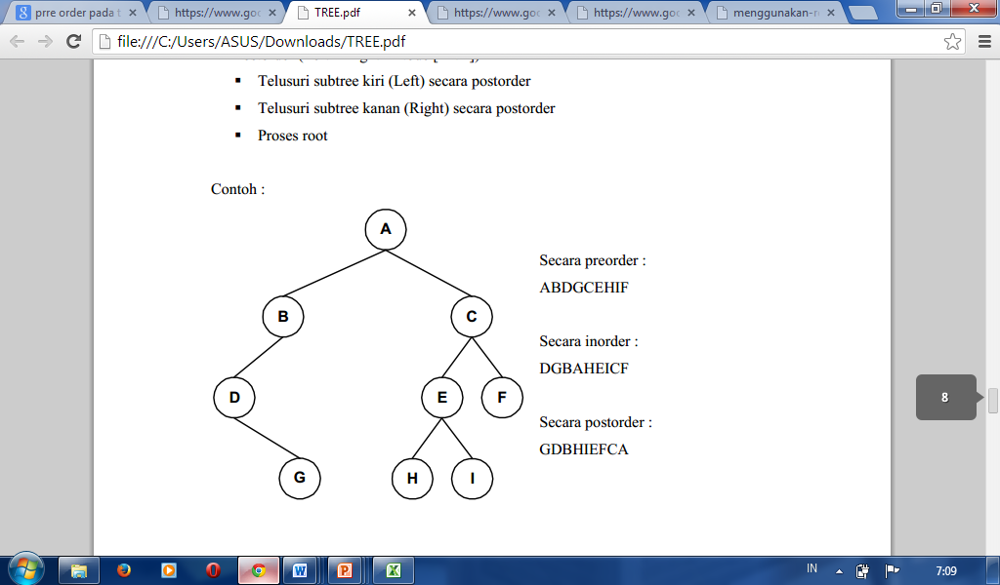 prre order pada t
https://www.goo
TREE.pdf
https://www.goo
https://www.goo
menggunakan-r
file:///C:/Users/ASUS/Downloads/TREE.pdf
Telusuri subtree kiri (Left) secara postorder
Telusuri subtree kanan (Right) secara postorder
Proses root
Contoh :
A
B
C
D
E
F
G
H
I
Secara preorder :
ABDGCEHIF
Secara inorder :
DGBAHEICF
Secara postorder :
GDBHIEFCA
8
IN
7:09